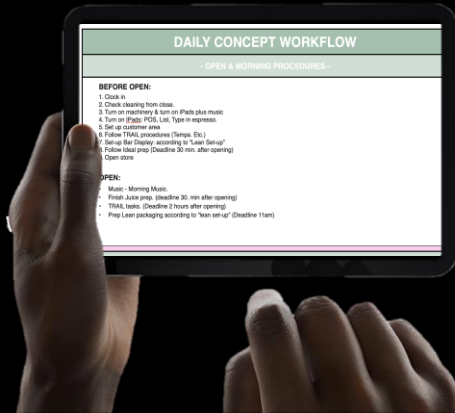 DAILY CONCEPT WORKFLOW
- OPEN & MORNING PROCEDURES -
BEFORE OPEN:
1. Clock in
2. Check cleaning from close.
3. Turn on machinery & turn on iPads plus music
4. Turn on iPads: POS, List, Type in espresso.
5. Set up customer area
6. Follow TRAIL procedures (Temps. Etc.)
7. Set-up Bar Display: according to "Lean Set-up"
8. Follow Ideal prep (Deadline 30 min. after opening)
9. Open store
OPEN:
- Music - Morning Music.
- Finish Juice prep. (deadline 30. min after opening)
- TRAIL tasks. (Deadline 2 hours after opening)
- Prep Lean packaging according to "lean set-up" (Deadline 11am)